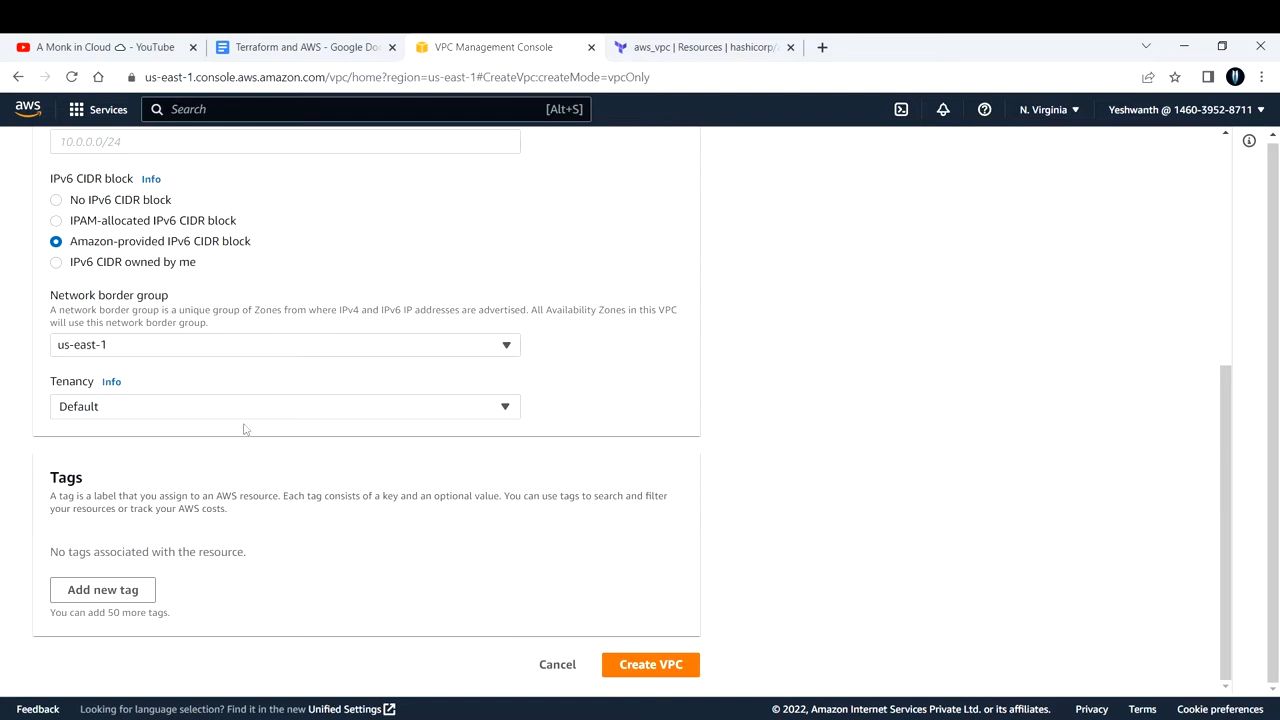 A Monk in Cloud - YouTube
Terraform and AWS - Google Do
VPC Management Console
aws_vpc | Resources | hashicorp/
us-east-1.console.aws.amazon.com/vpc/home?region=us-east-1#CreateVpc:createMode=vpcOnly
aws
Services
Search
[Alt+S]
N. Virginia
Yeshwanth @ 1460-3952-8711
10.0.0.0/24
IPv6 CIDR block Info
No IPv6 CIDR block
IPAM-allocated IPv6 CIDR block
Amazon-provided IPv6 CIDR block
IPv6 CIDR owned by me
Network border group
A network border group is a unique group of Zones from where IPv4 and IPv6 IP addresses are advertised. All Availability Zones in this VPC
will use this network border group.
us-east-1
Tenancy Info
Default
Tags
A tag is a label that you assign to an AWS resource. Each tag consists of a key and an optional value. You can use tags to search and filter
your resources or track your AWS costs.
No tags associated with the resource.
Add new tag
You can add 50 more tags.
Cancel
Create VPC
Feedback
Looking for language selection? Find it in the new Unified Settings
© 2022, Amazon Internet Services Private Ltd. or its affiliates.
Privacy
Terms
Cookie preferences